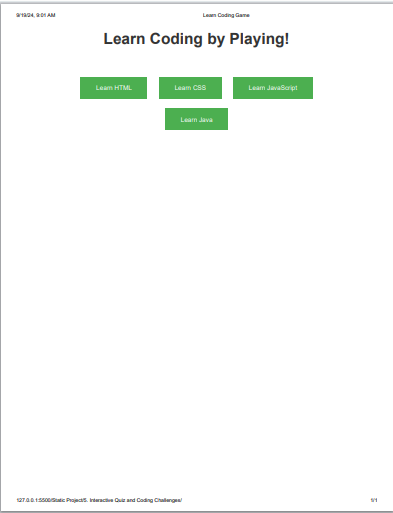 9/19/24, 9:01 AM Learn Coding Game
Learn Coding by Playing!
Learn HTML Learn CSS Learn JavaScript
Learn Java
127.0.0.1:5500/Static Project/5. Interactive Quiz and Coding Challenges/ 1/1